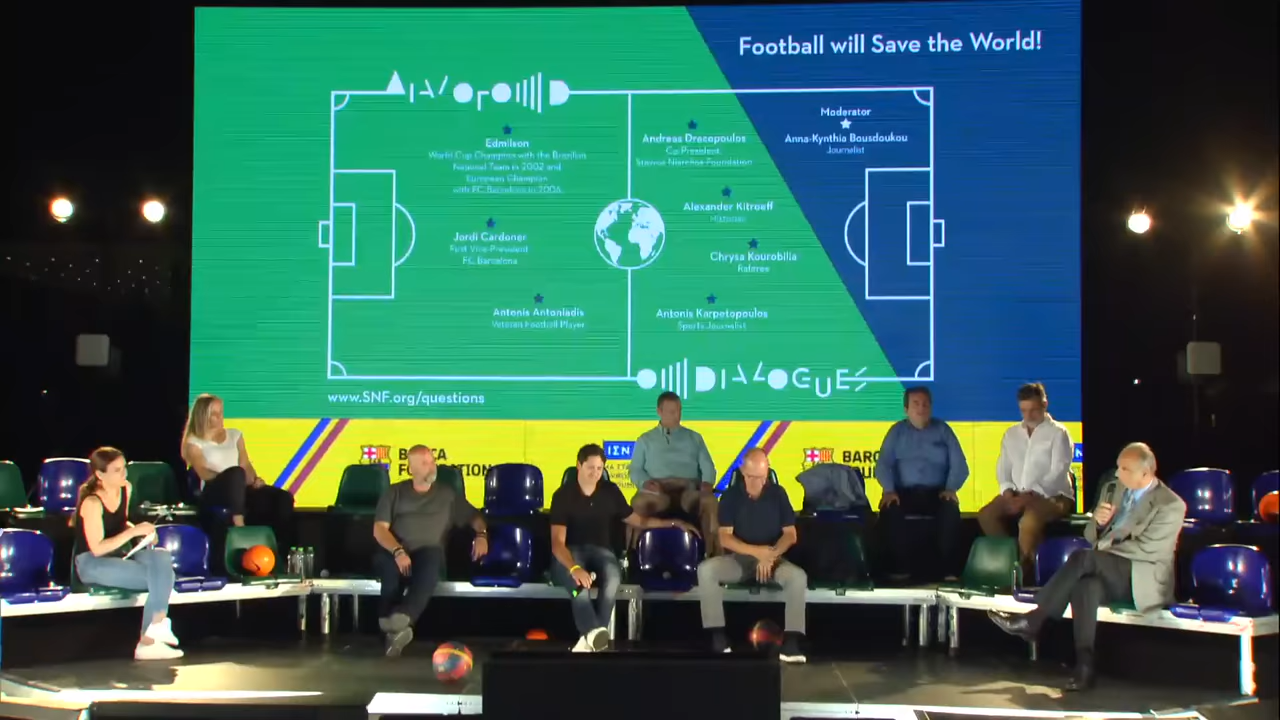 Football will Save the World!
ΔΙΑΛΟΓΟΙ
Moderator
Anna-Kynthia Bousdoukou
Journalist
Edmilson
World Cup Champion with the Brazilian
National Team in 2002 and
European Champion
with FC Barcelona in 2006
Andreas Dracopoulos
Co-President
Stavros Niarchos Foundation
Alexander Kitroeff
Historian
Jordi Cardoner
First Vice-President
FC Barcelona
Chrysa Kourobilia
Referee
Antonis Antoniadis
Veteran Football Player
Antonis Karpetopoulos
Sports Journalist
DIALOGUES
www.SNF.org/questions
BARÇA
FOUNDATION
ΙΣΝ
BARÇ